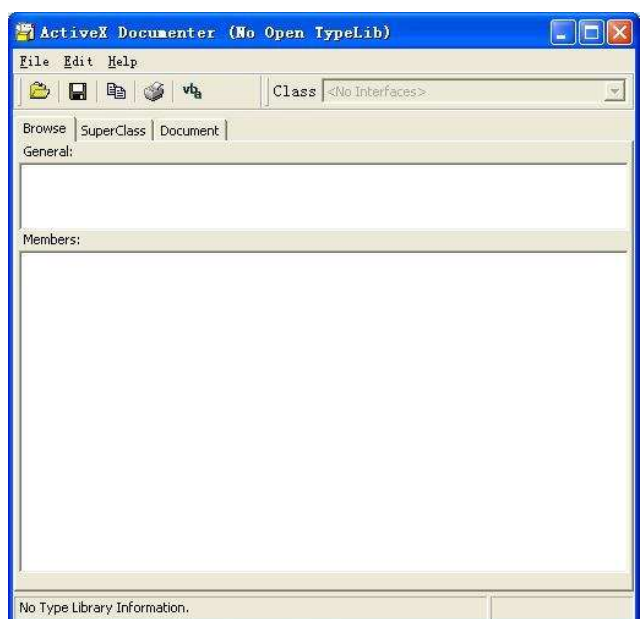 ActiveX Documenter (No Open TypeLib)
File Edit Help
vba Class <No Interfaces>
Browse SuperClass Document
General:
Members:
No Type Library Information.